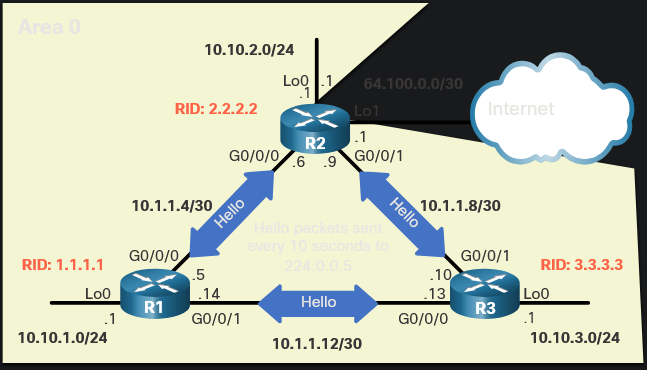 Area 0
10.10.2.0/24
Lo0
.1
.1
64.100.0.0/30
RID: 2.2.2.2
Lo1
Internet
.1
R2
G0/0/0
.6
.9
G0/0/1
Hello
Hello
10.1.1.4/30
10.1.1.8/30
Hello packets sent
every 10 seconds to
224.0.0.5
G0/0/0
G0/0/1
RID: 1.1.1.1
.5
.10
RID: 3.3.3.3
Lo0
.14
.13
Lo0
R1
Hello
R3
.1
G0/0/1
G0/0/0
.1
10.10.1.0/24
10.1.1.12/30
10.10.3.0/24